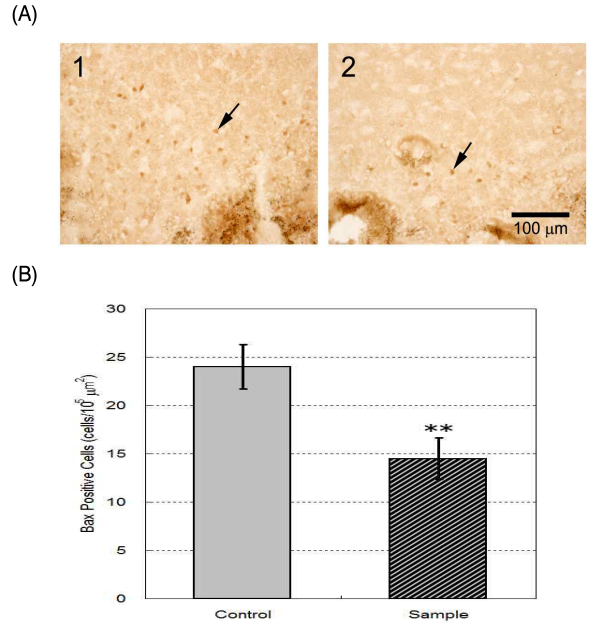 (A)
1 2
100 μm
(B)
30
25
20
15
10
5
0
Bax Positive Cells (cells/10⁵ μm²)
**
Control Sample